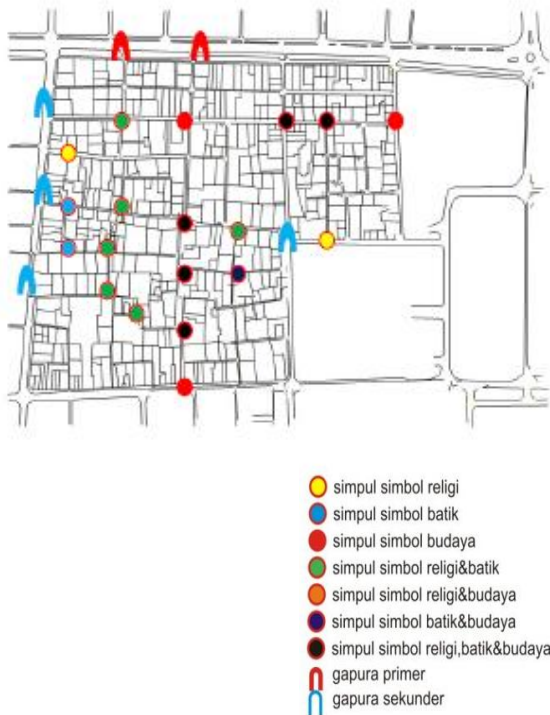 simpul simbol religi
simpul simbol batik
simpul simbol budaya
simpul simbol religi&batik
simpul simbol religi&budaya
simpul simbol batik&budaya
simpul simbol religi,batik&budaya
gapura primer
gapura sekunder